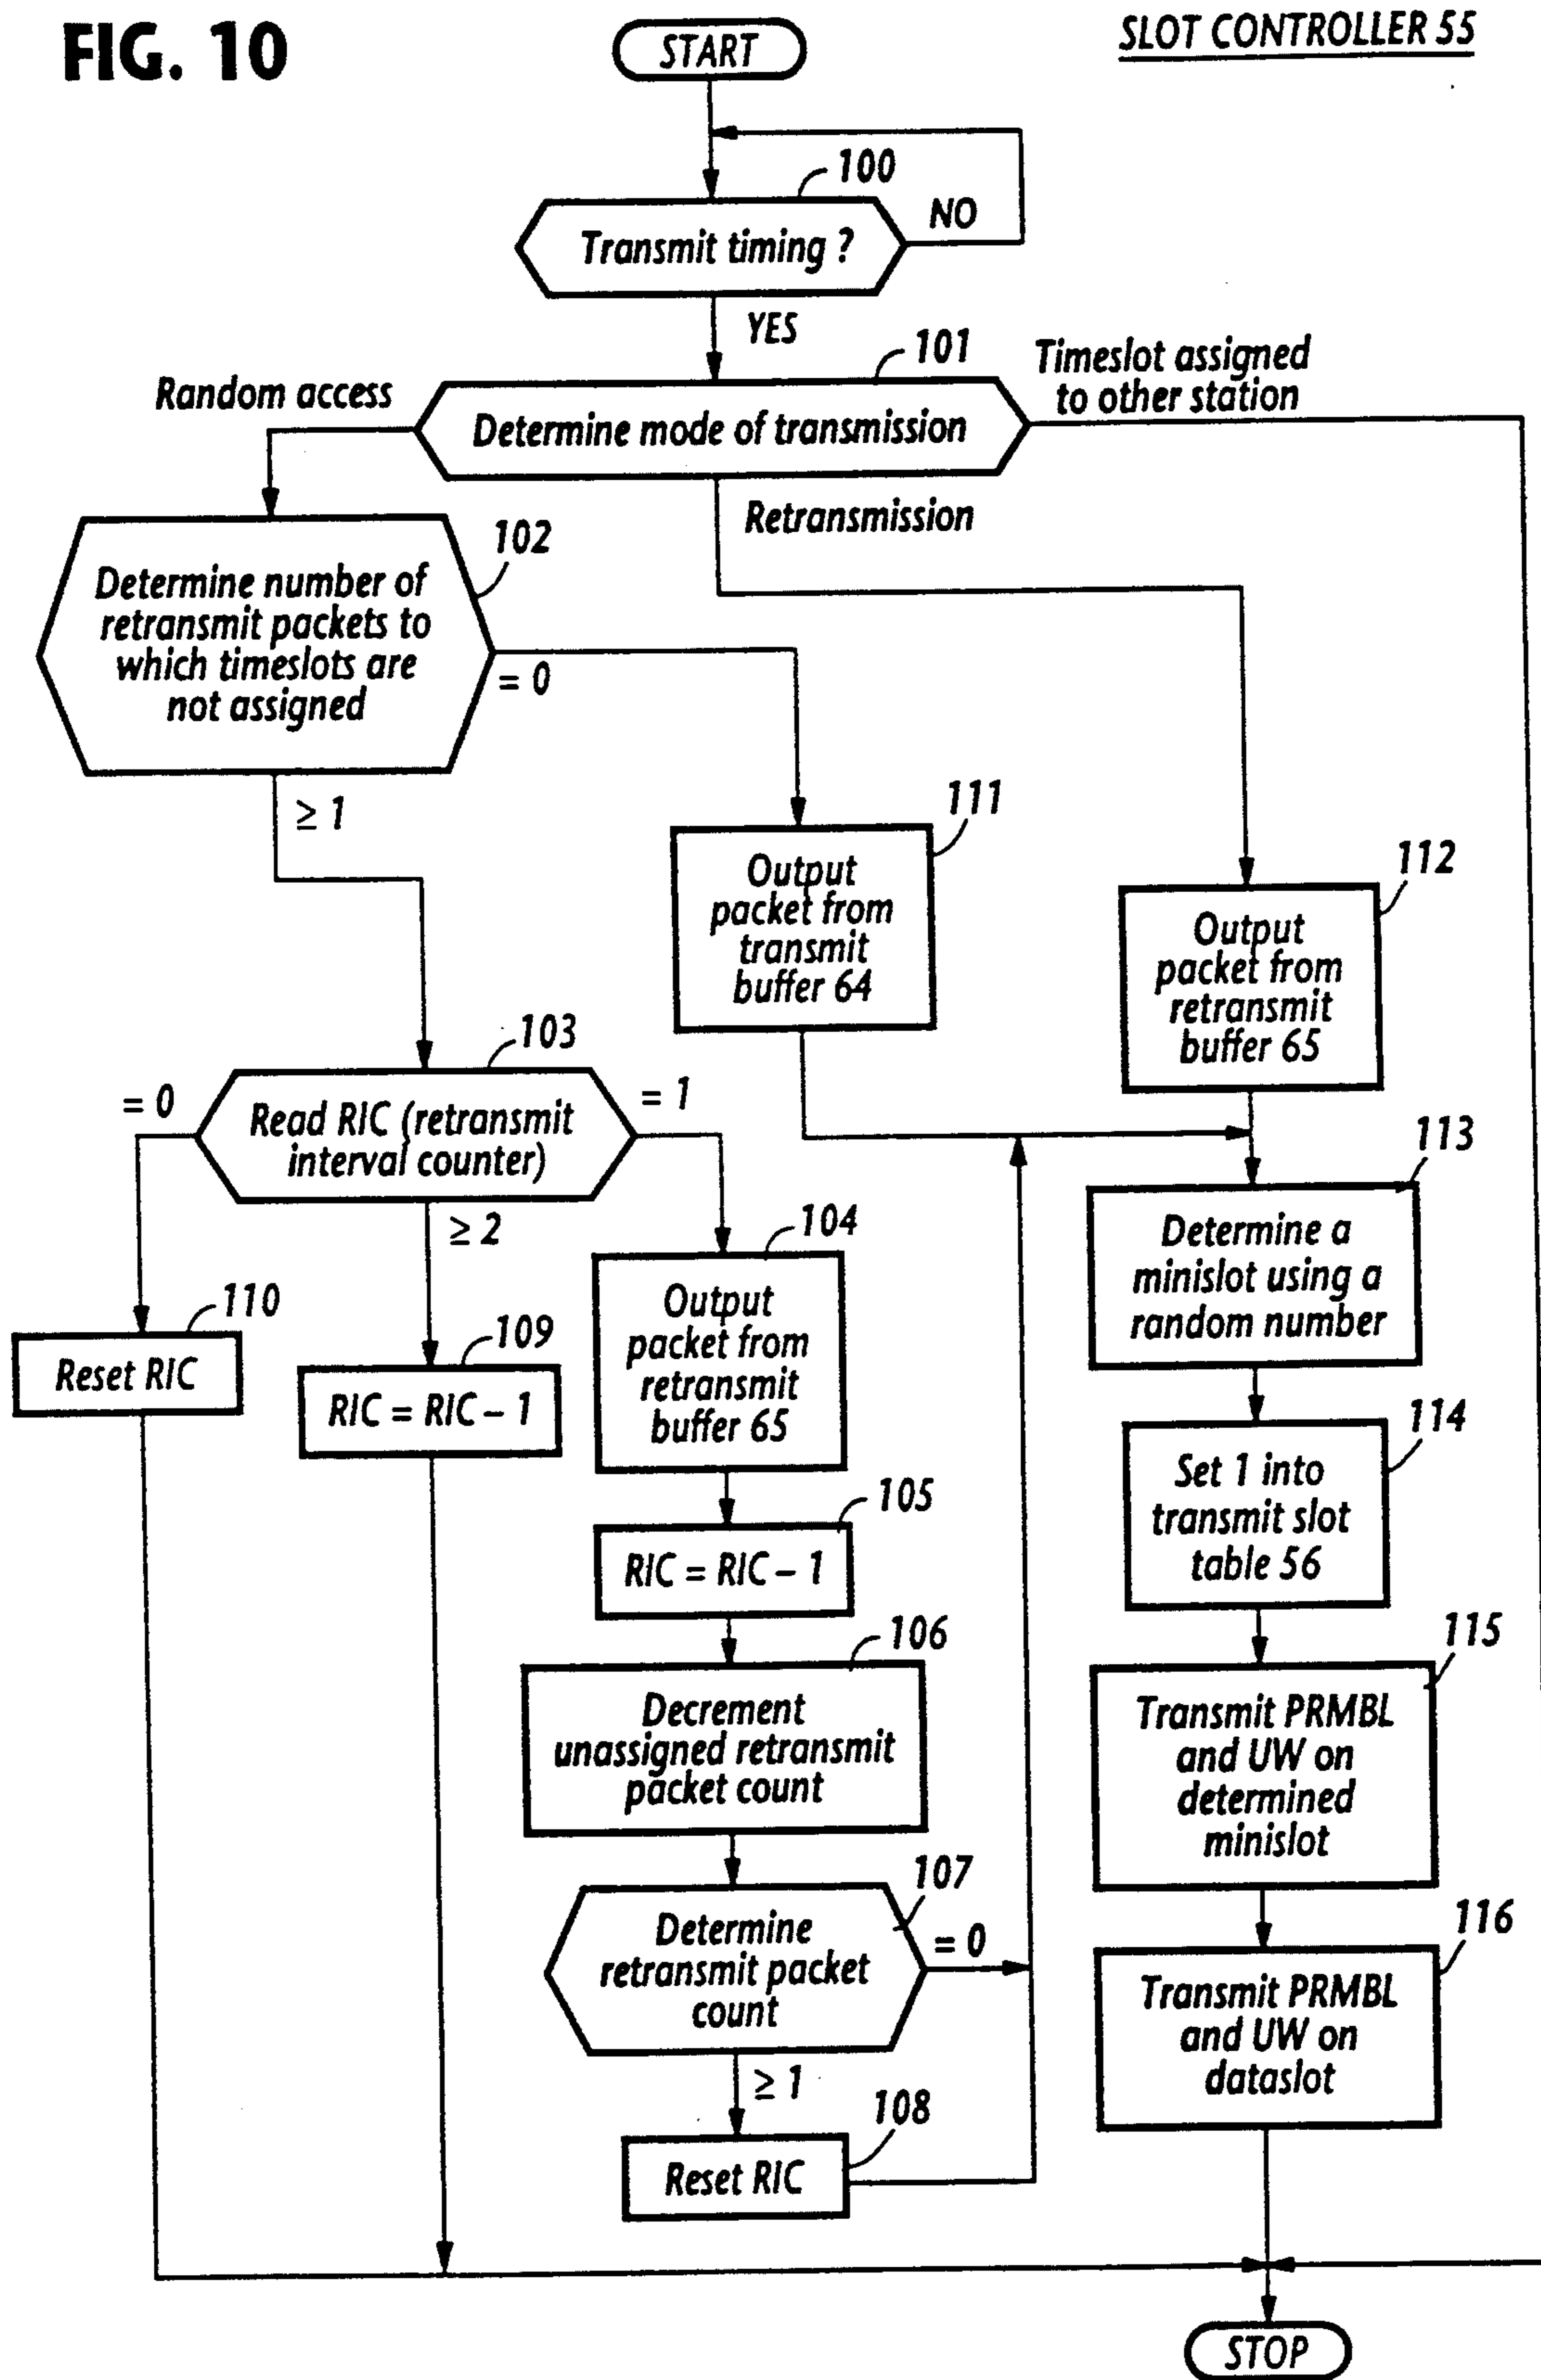 FIG. 10
START
SLOT CONTROLLER 55
100
Transmit timing ?
NO
YES
101
Random access
Determine mode of transmission
Timeslot assigned
to other station
Retransmission
102
Determine number of
retransmit packets to
which timeslots are
not assigned
= 0
≥ 1
111
Output
packet from
transmit
buffer 64
112
Output
packet from
retransmit
buffer 65
103
= 0
Read RIC (retransmit
interval counter)
= 1
≥ 2
113
Determine a
minislot using a
random number
104
Output
packet from
retransmit
buffer 65
110
Reset RIC
109
RIC = RIC – 1
114
Set 1 into
transmit slot
table 56
105
RIC = RIC – 1
106
Decrement
unassigned retransmit
packet count
115
Transmit PRMBL
and UW on
determined
minislot
107
Determine
retransmit packet
count
= 0
≥ 1
116
Transmit PRMBL
and UW on
dataslot
108
Reset RIC
STOP